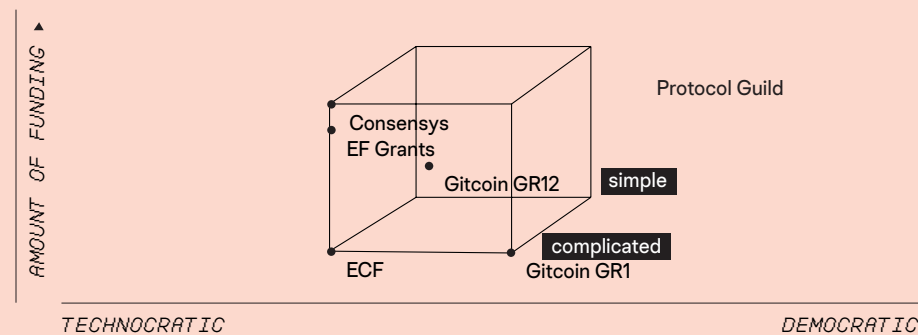 AMOUNT OF FUNDING ▲
Protocol Guild
Consensys
EF Grants
Gitcoin GR12
simple
complicated
ECF
Gitcoin GR1
TECHNOCRATIC
DEMOCRATIC